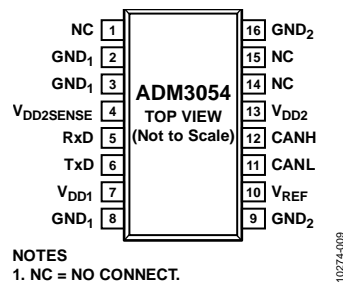 NC 1
GND1 2
GND1 3
VDD2SENSE 4
RxD 5
TxD 6
VDD1 7
GND1 8
ADM3054
TOP VIEW
(Not to Scale)
16 GND2
15 NC
14 NC
13 VDD2
12 CANH
11 CANL
10 VREF
9 GND2
NOTES
1. NC = NO CONNECT.
10274-009